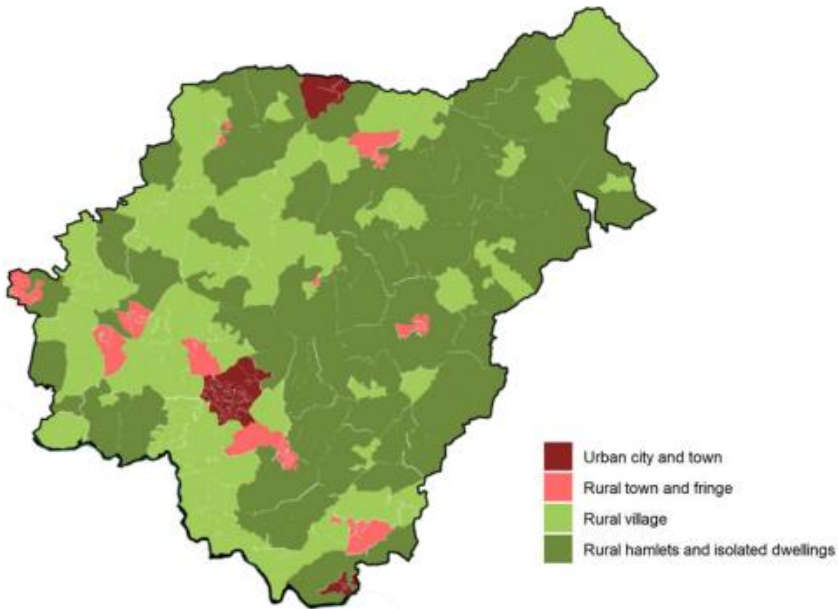 Urban city and town
Rural town and fringe
Rural village
Rural hamlets and isolated dwellings